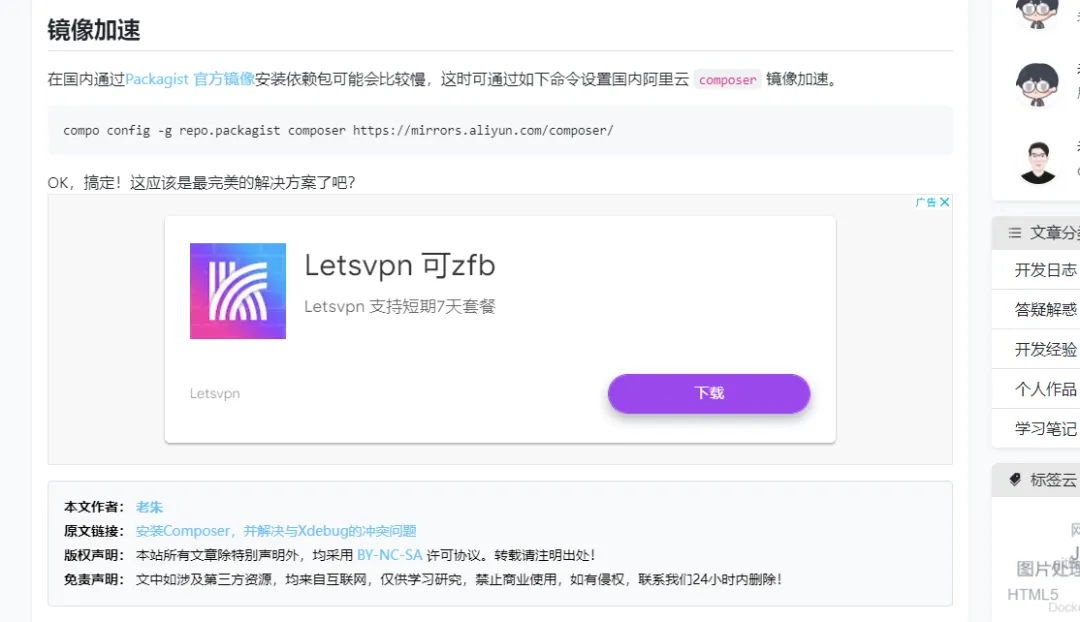 镜像加速
在国内通过Packagist 官方镜像安装依赖包可能会比较慢，这时可通过如下命令设置国内阿里云 composer 镜像加速。
compo config -g repo.packagist composer https://mirrors.aliyun.com/composer/
OK，搞定！这应该是最完美的解决方案了吧？
广告
Letsvpn 可zfb
Letsvpn 支持短期7天套餐
Letsvpn
下载
本文作者： 老朱
原文链接： 安装Composer，并解决与Xdebug的冲突问题
版权声明： 本站所有文章除特别声明外，均采用 BY-NC-SA 许可协议。转载请注明出处！
免责声明： 文中如涉及第三方资源，均来自互联网，仅供学习研究，禁止商业使用，如有侵权，联系我们24小时内删除！
文章分类
开发日志
答疑解惑
开发经验
个人作品
学习笔记
标签云
图片处理
HTML5